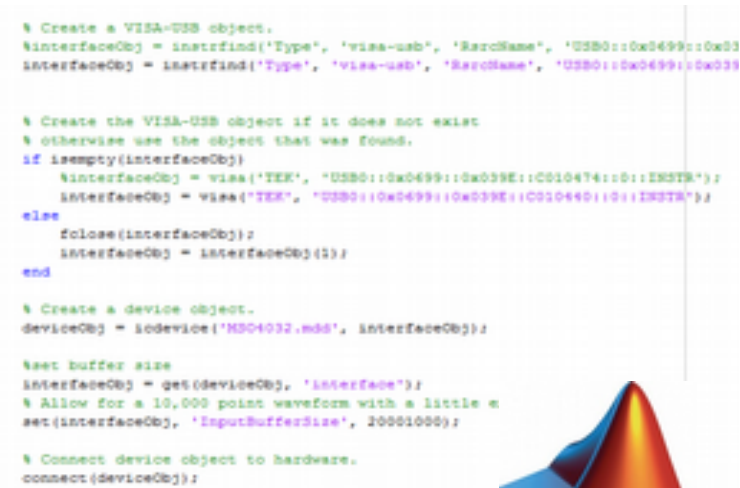 % Create a VISA-USB object.
%interfaceObj = instrfind('Type', 'visa-usb', 'RsrcName', 'USB0::0x0699::0x03
interfaceObj = instrfind('Type', 'visa-usb', 'RsrcName', 'USB0::0x0699::0x039
% Create the VISA-USB object if it does not exist
% otherwise use the object that was found.
if isempty(interfaceObj)
%interfaceObj = visa('TEK', 'USB0::0x0699::0x039E::C010474::0::INSTR');
interfaceObj = visa('TEK', 'USB0::0x0699::0x039E::C010440::0::INSTR');
else
fclose(interfaceObj);
interfaceObj = interfaceObj(1);
end
% Create a device object.
deviceObj = icdevice('MSO4032.mdd', interfaceObj);
%set buffer size
interfaceObj = get(deviceObj, 'interface');
% Allow for a 10,000 point waveform with a little e
set(interfaceObj, 'InputBufferSize', 20001000);
% Connect device object to hardware.
connect(deviceObj);